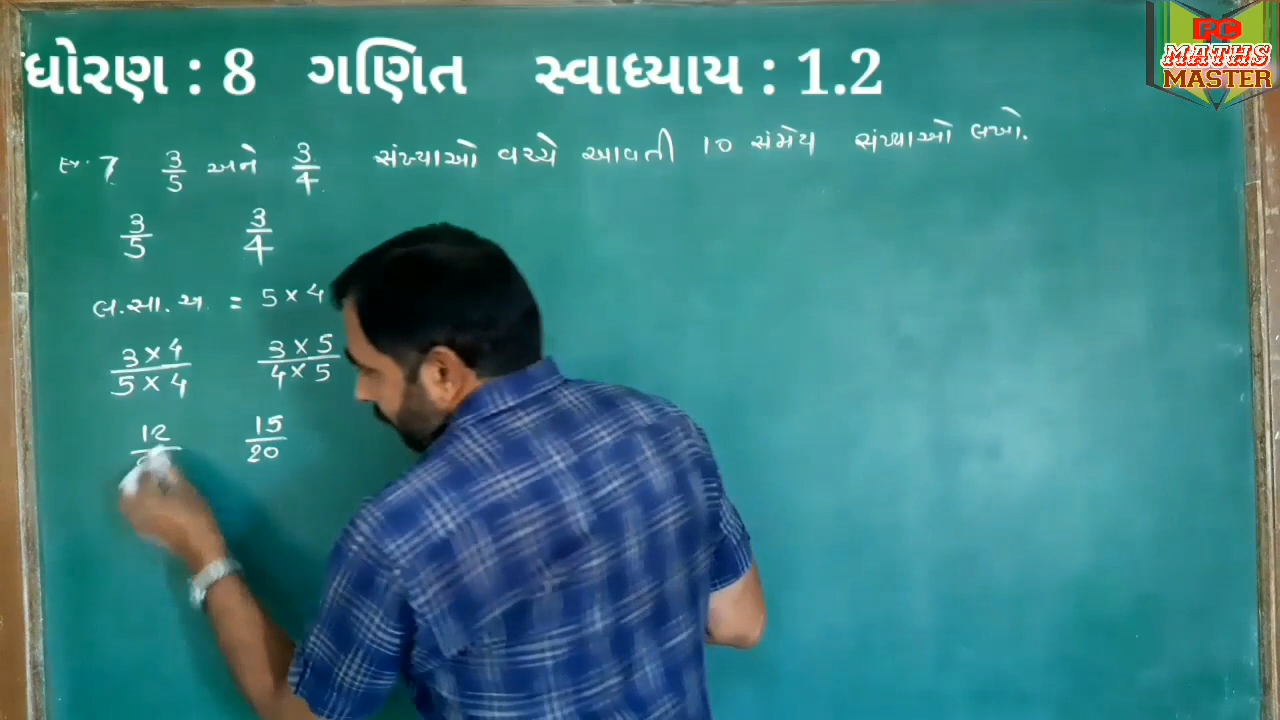 ધોરણ : 8 ગણિત સ્વાધ્યાય : 1.2
PC
MATHS
MASTER
પ્ર. 7 3/5 અને 3/4 સંખ્યાઓ વચ્ચે આવતી 10 સંમેય સંખ્યાઓ લખો.
3/5 3/4
લ.સા.અ. = 5 × 4
3 × 4 / 5 × 4 3 × 5 / 4 × 5
12 15/20